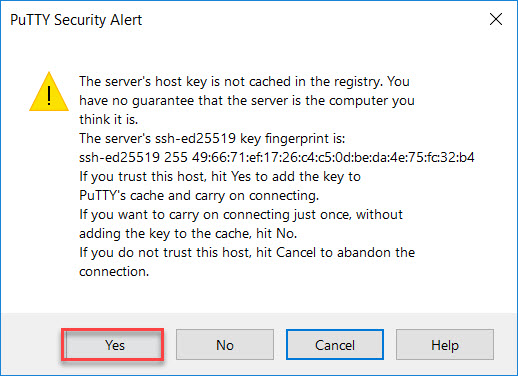 PuTTY Security Alert
The server's host key is not cached in the registry. You
have no guarantee that the server is the computer you
think it is.
The server's ssh-ed25519 key fingerprint is:
ssh-ed25519 255 49:66:71:ef:17:26:c4:c5:0d:be:da:4e:75:fc:32:b4
If you trust this host, hit Yes to add the key to
PuTTY's cache and carry on connecting.
If you want to carry on connecting just once, without
adding the key to the cache, hit No.
If you do not trust this host, hit Cancel to abandon the
connection.
Yes No Cancel Help